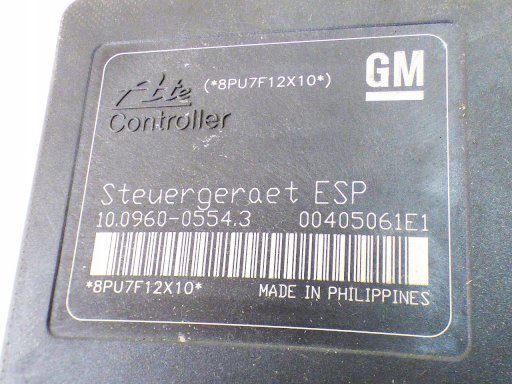 Ate (*8PU7F12X10*) GM
Controller
Steuergeraet ESP
10.0960-0554.3 00405061E1
*8PU7F12X10* MADE IN PHILIPPINES